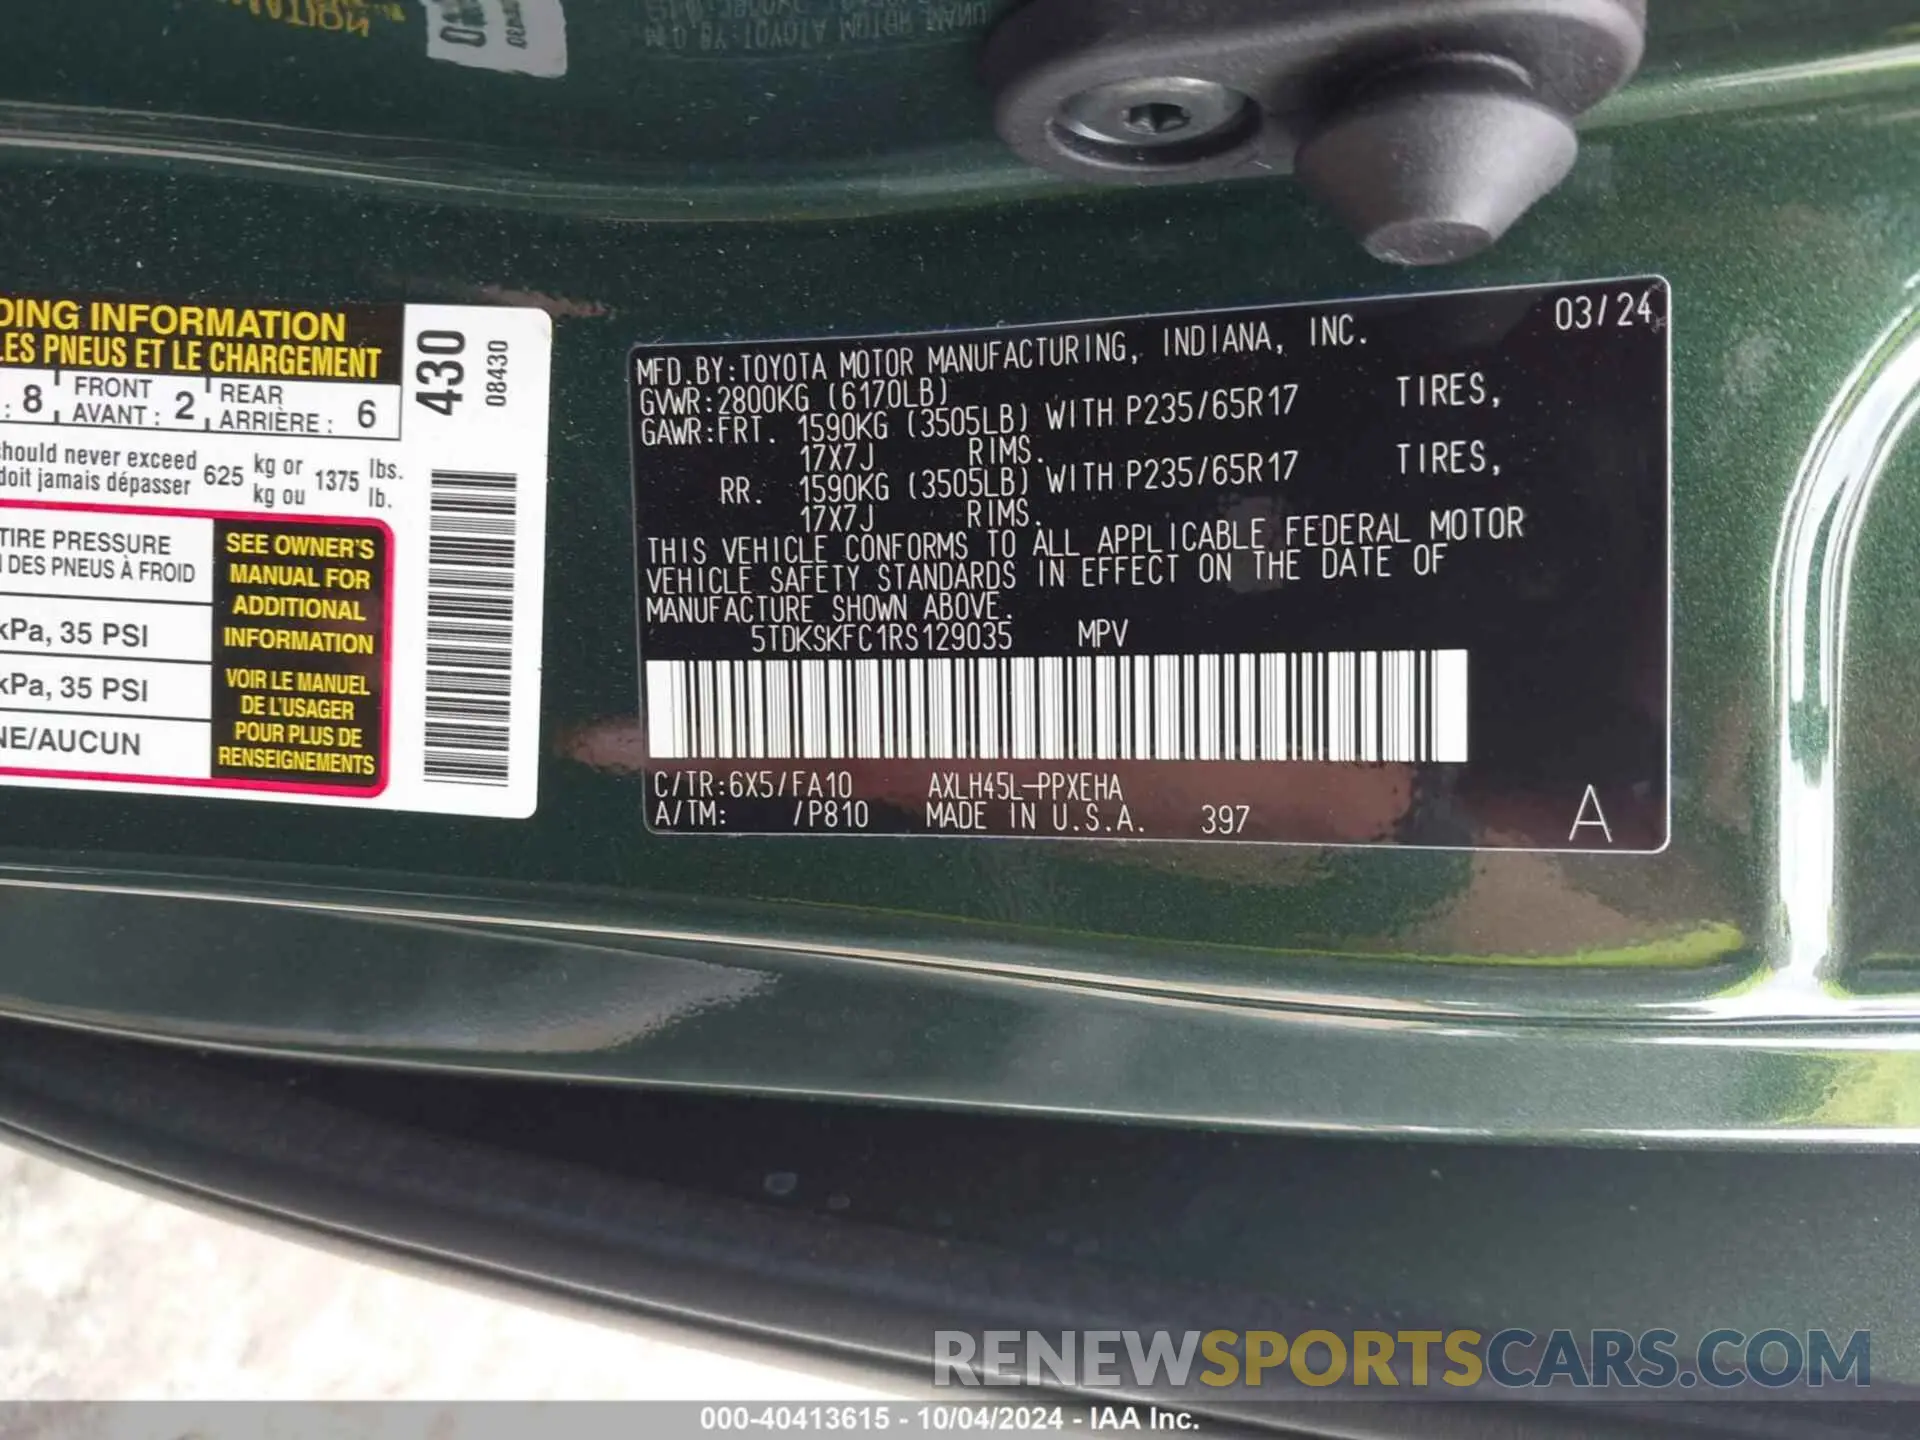 DING INFORMATION
LES PNEUS ET LE CHARGEMENT
: 8 FRONT AVANT : 2 REAR ARRIÈRE : 6
hould never exceed 625 kg or 1375 lbs.
doit jamais dépasser kg ou lb.
TIRE PRESSURE
DES PNEUS À FROID
kPa, 35 PSI
kPa, 35 PSI
NE/AUCUN
SEE OWNER'S
MANUAL FOR
ADDITIONAL
INFORMATION
VOIR LE MANUEL
DE L'USAGER
POUR PLUS DE
RENSEIGNEMENTS
430
08430
03/24
MFD.BY:TOYOTA MOTOR MANUFACTURING, INDIANA, INC.
GVWR:2800KG (6170LB)
GAWR:FRT. 1590KG (3505LB) WITH P235/65R17 TIRES,
17X7J RIMS.
RR. 1590KG (3505LB) WITH P235/65R17 TIRES,
17X7J RIMS.
THIS VEHICLE CONFORMS TO ALL APPLICABLE FEDERAL MOTOR
VEHICLE SAFETY STANDARDS IN EFFECT ON THE DATE OF
MANUFACTURE SHOWN ABOVE.
5TDKSKFC1RS129035 MPV
C/TR:6X5/FA10 AXLH45L-PPXEHA
A/TM: /P810 MADE IN U.S.A. 397
A
RENEWSPORTSCARS.COM
000-40413615 - 10/04/2024 - IAA Inc.